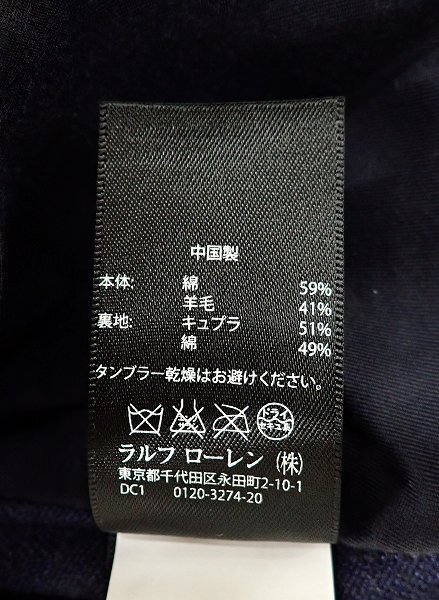 中国製
本体: 綿 59%
羊毛 41%
裏地: キュプラ 51%
綿 49%
タンブラー乾燥はお避けください。
ドライ セキユ系
ラルフ ローレン (株)
東京都千代田区永田町2-10-1
DC1 0120-3274-20